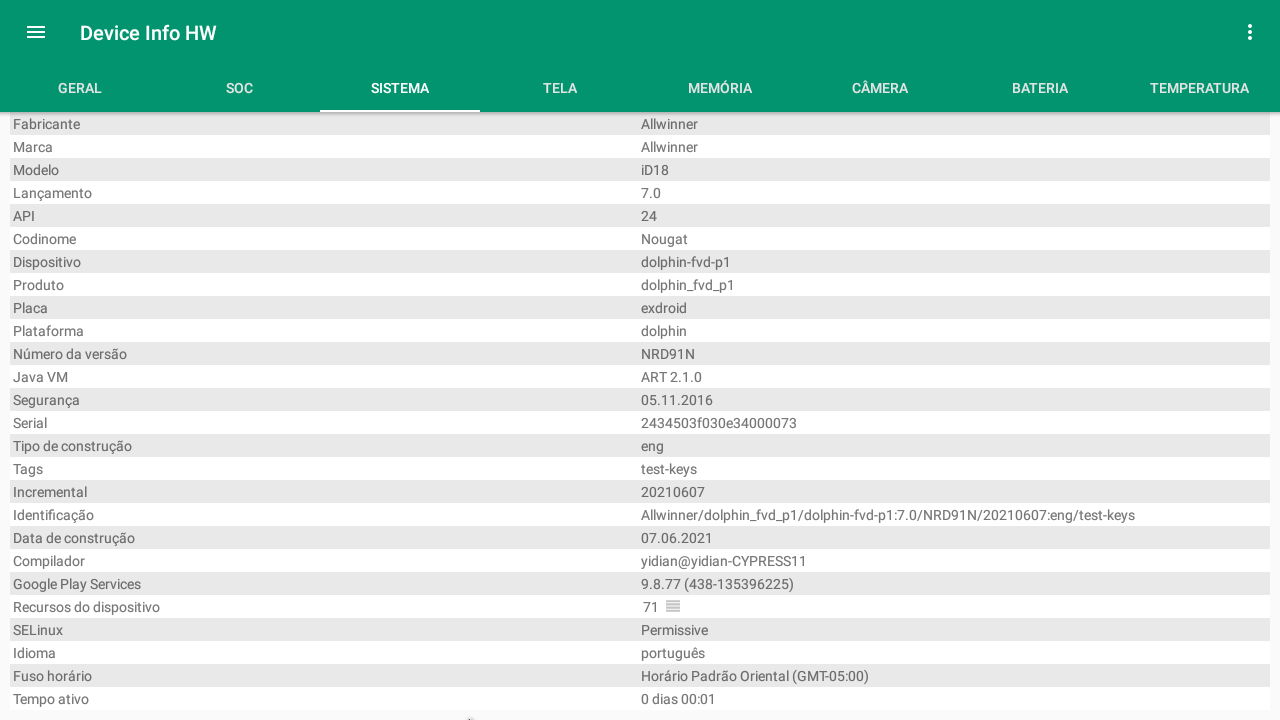 Device Info HW
GERAL SOC SISTEMA TELA MEMÓRIA CÂMERA BATERIA TEMPERATURA
Fabricante Allwinner
Marca Allwinner
Modelo iD18
Lançamento 7.0
API 24
Codinome Nougat
Dispositivo dolphin-fvd-p1
Produto dolphin_fvd_p1
Placa exdroid
Plataforma dolphin
Número da versão NRD91N
Java VM ART 2.1.0
Segurança 05.11.2016
Serial 2434503f030e34000073
Tipo de construção eng
Tags test-keys
Incremental 20210607
Identificação Allwinner/dolphin_fvd_p1/dolphin-fvd-p1:7.0/NRD91N/20210607:eng/test-keys
Data de construção 07.06.2021
Compilador yidian@yidian-CYPRESS11
Google Play Services 9.8.77 (438-135396225)
Recursos do dispositivo 71
SELinux Permissive
Idioma português
Fuso horário Horário Padrão Oriental (GMT-05:00)
Tempo ativo 0 dias 00:01